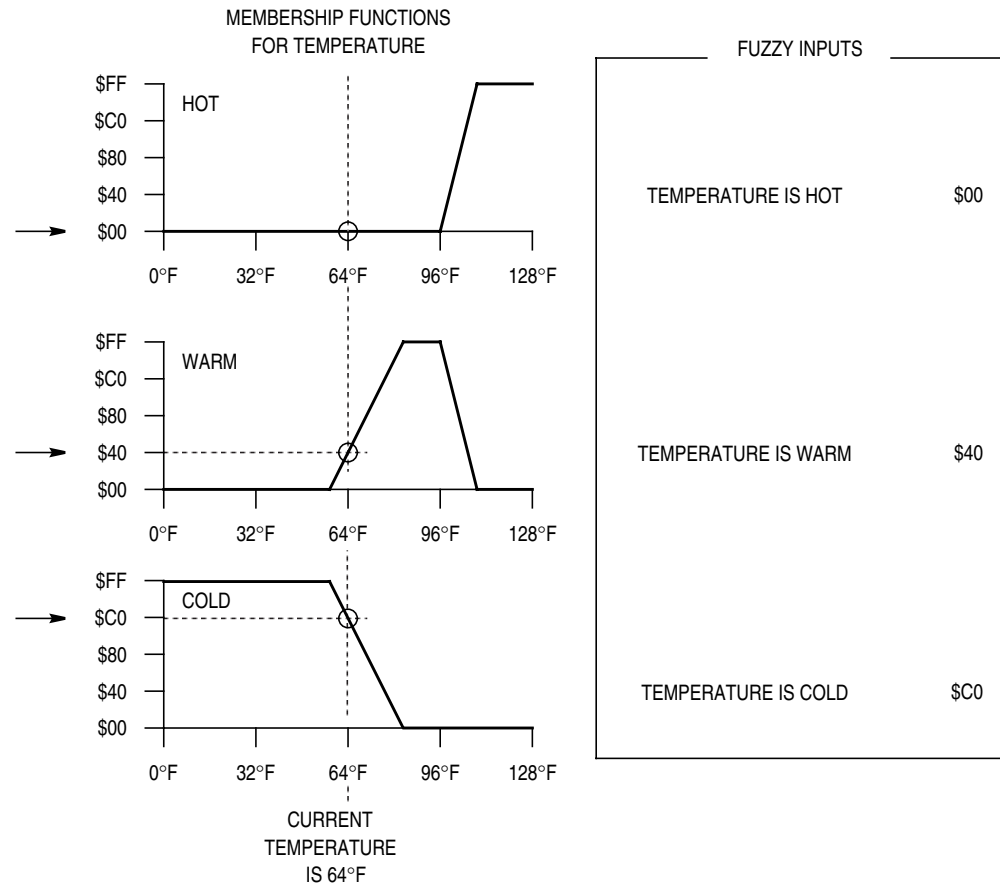 MEMBERSHIP FUNCTIONS
FOR TEMPERATURE
FUZZY INPUTS
$FF
HOT
$C0
$80
$40
$00
0°F 32°F 64°F 96°F 128°F
TEMPERATURE IS HOT $00
$FF
WARM
$C0
$80
$40
$00
0°F 32°F 64°F 96°F 128°F
TEMPERATURE IS WARM $40
$FF
COLD
$C0
$80
$40
$00
0°F 32°F 64°F 96°F 128°F
TEMPERATURE IS COLD $C0
CURRENT
TEMPERATURE
IS 64°F